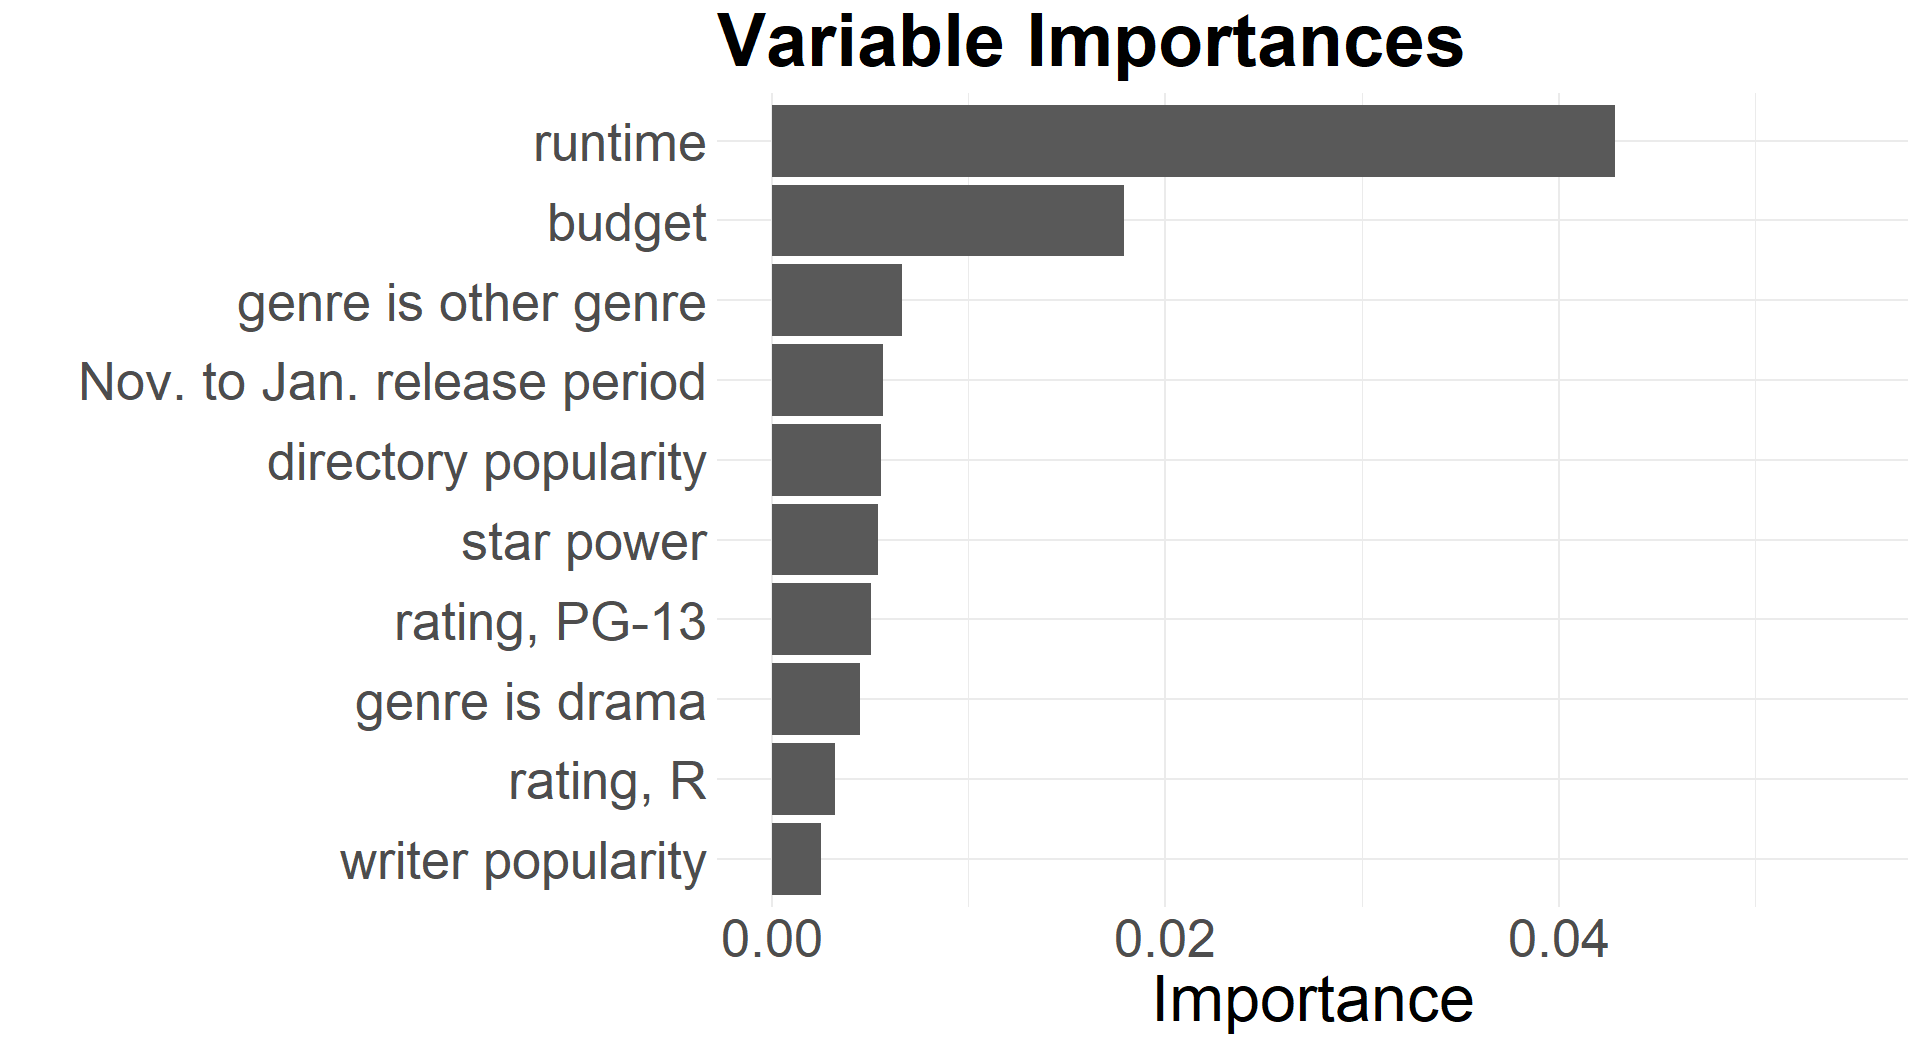 Variable Importances
runtime
budget
genre is other genre
Nov. to Jan. release period
directory popularity
star power
rating, PG-13
genre is drama
rating, R
writer popularity
0.00 0.02 0.04
Importance